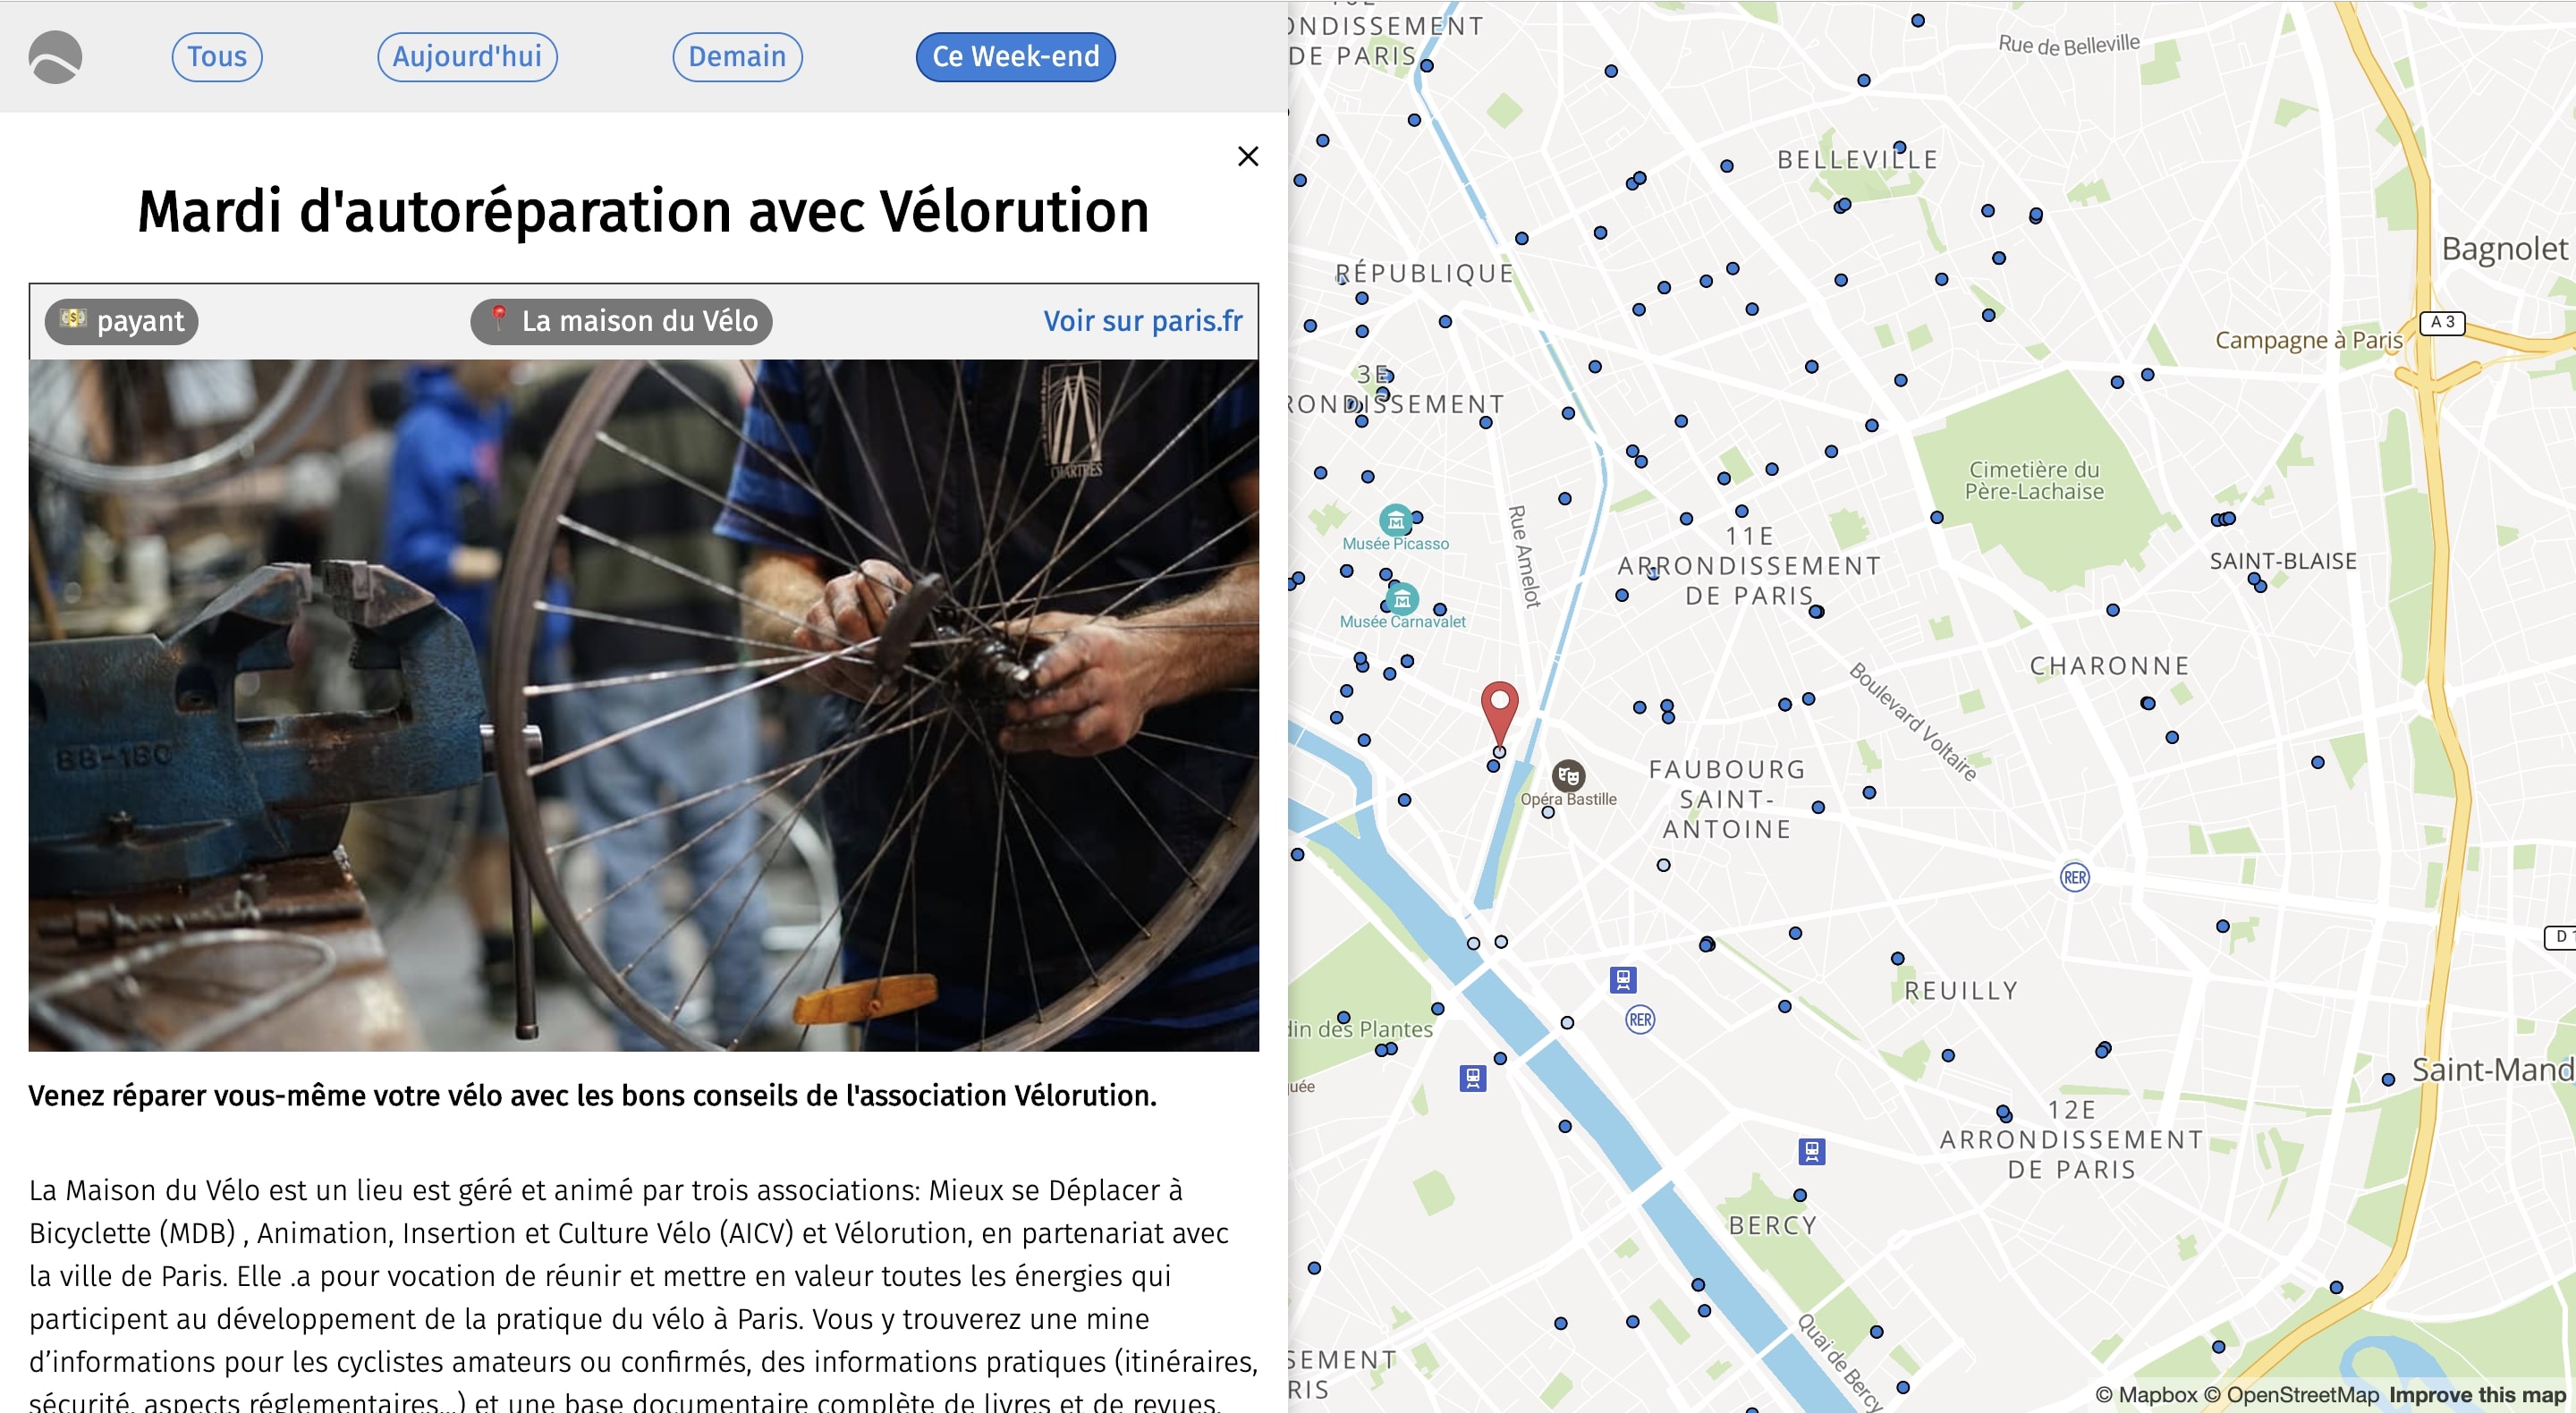 Tous
Aujourd'hui
Demain
Ce Week-end
Mardi d'autoréparation avec Vélorution
payant
La maison du Vélo
Voir sur paris.fr
CHARTRES
BB-180
Venez réparer vous-même votre vélo avec les bons conseils de l'association Vélorution.
La Maison du Vélo est un lieu est géré et animé par trois associations: Mieux se Déplacer à
Bicyclette (MDB) , Animation, Insertion et Culture Vélo (AICV) et Vélorution, en partenariat avec
la ville de Paris. Elle .a pour vocation de réunir et mettre en valeur toutes les énergies qui
participent au développement de la pratique du vélo à Paris. Vous y trouverez une mine
d’informations pour les cyclistes amateurs ou confirmés, des informations pratiques (itinéraires,
sécurité, aspects réglementaires...) et une base documentaire complète de livres et de revues.
ONDISSEMENT
DE PARIS
Rue de Belleville
BELLEVILLE
Bagnolet
RÉPUBLIQUE
A 3
Campagne à Paris
3E
RONDISSEMENT
Cimetière du
Père-Lachaise
Musée Picasso
Rue Amelot
11E
ARRONDISSEMENT
DE PARIS
SAINT-BLAISE
Musée Carnavalet
CHARONNE
Boulevard Voltaire
FAUBOURG
SAINT-
ANTOINE
Opéra Bastille
RER
D 1
REUILLY
RER
din des Plantes
uée
Saint-Mand
12E
ARRONDISSEMENT
DE PARIS
BERCY
Quai de Bercy
SEMENT
RIS
© Mapbox © OpenStreetMap Improve this map